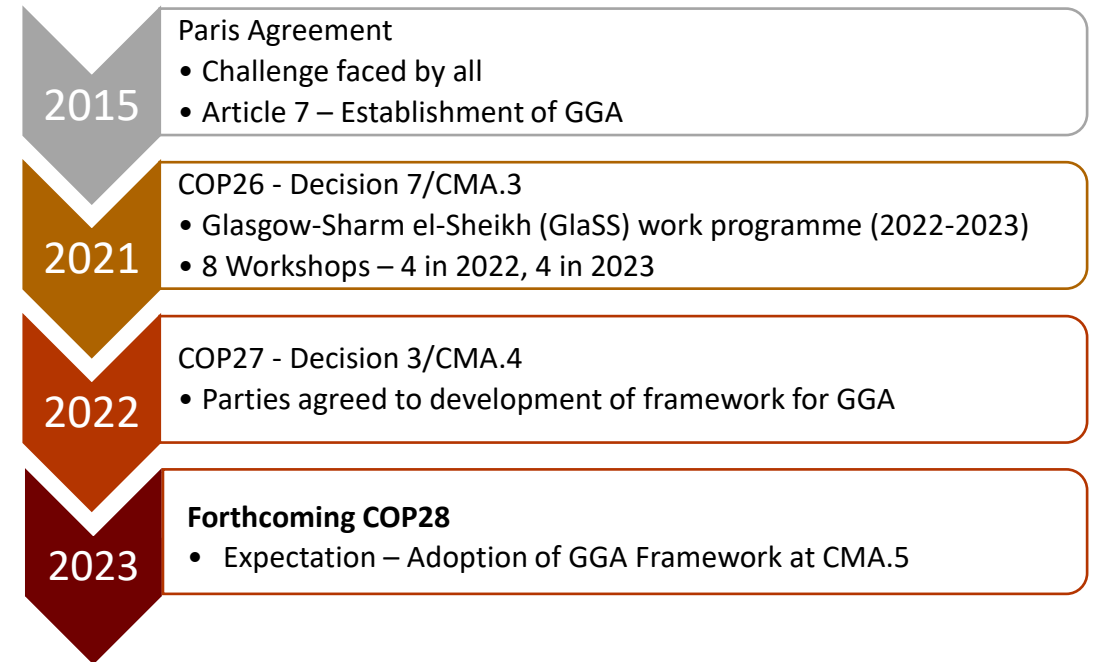 2015
Paris Agreement
• Challenge faced by all
• Article 7 – Establishment of GGA
2021
COP26 - Decision 7/CMA.3
• Glasgow-Sharm el-Sheikh (GlaSS) work programme (2022-2023)
• 8 Workshops – 4 in 2022, 4 in 2023
2022
COP27 - Decision 3/CMA.4
• Parties agreed to development of framework for GGA
2023
Forthcoming COP28
• Expectation – Adoption of GGA Framework at CMA.5